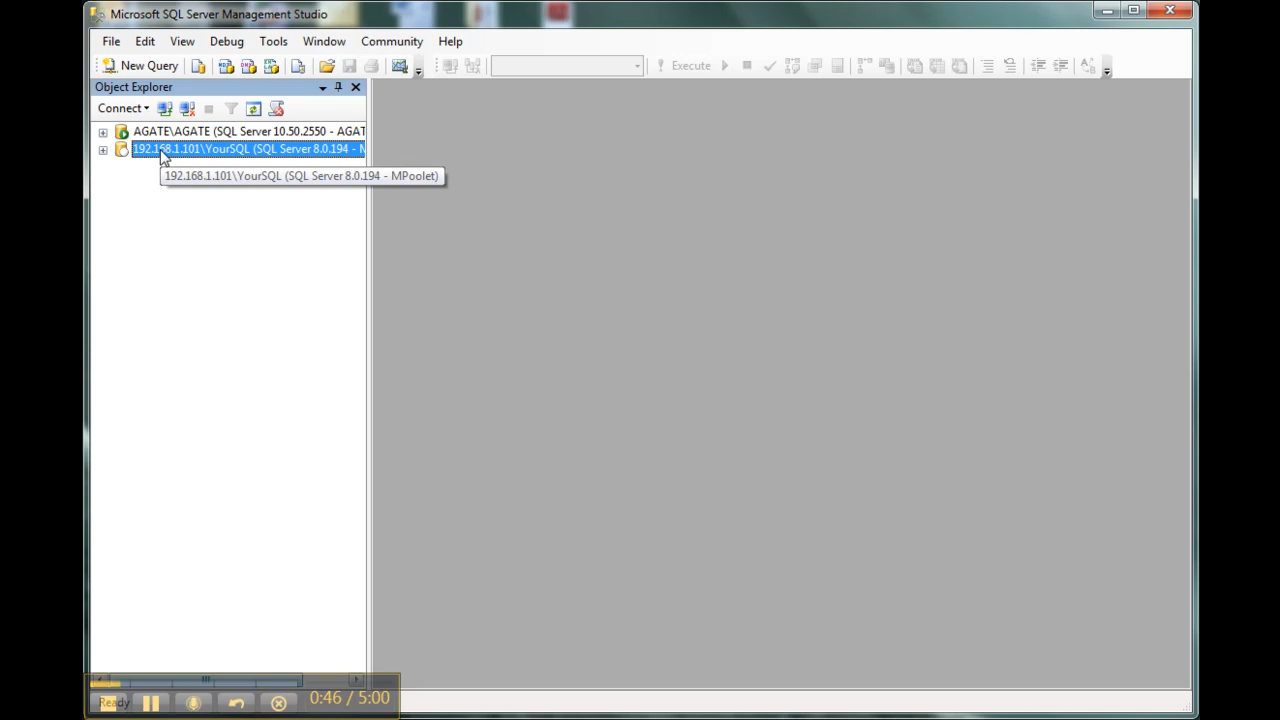 Microsoft SQL Server Management Studio
File Edit View Debug Tools Window Community Help
New Query Execute
Object Explorer
Connect
AGATE\AGATE (SQL Server 10.50.2550 - AGAT
192.168.1.101\YourSQL (SQL Server 8.0.194 - M
192.168.1.101\YourSQL (SQL Server 8.0.194 - MPoolet)
Ready 0:46 / 5:00